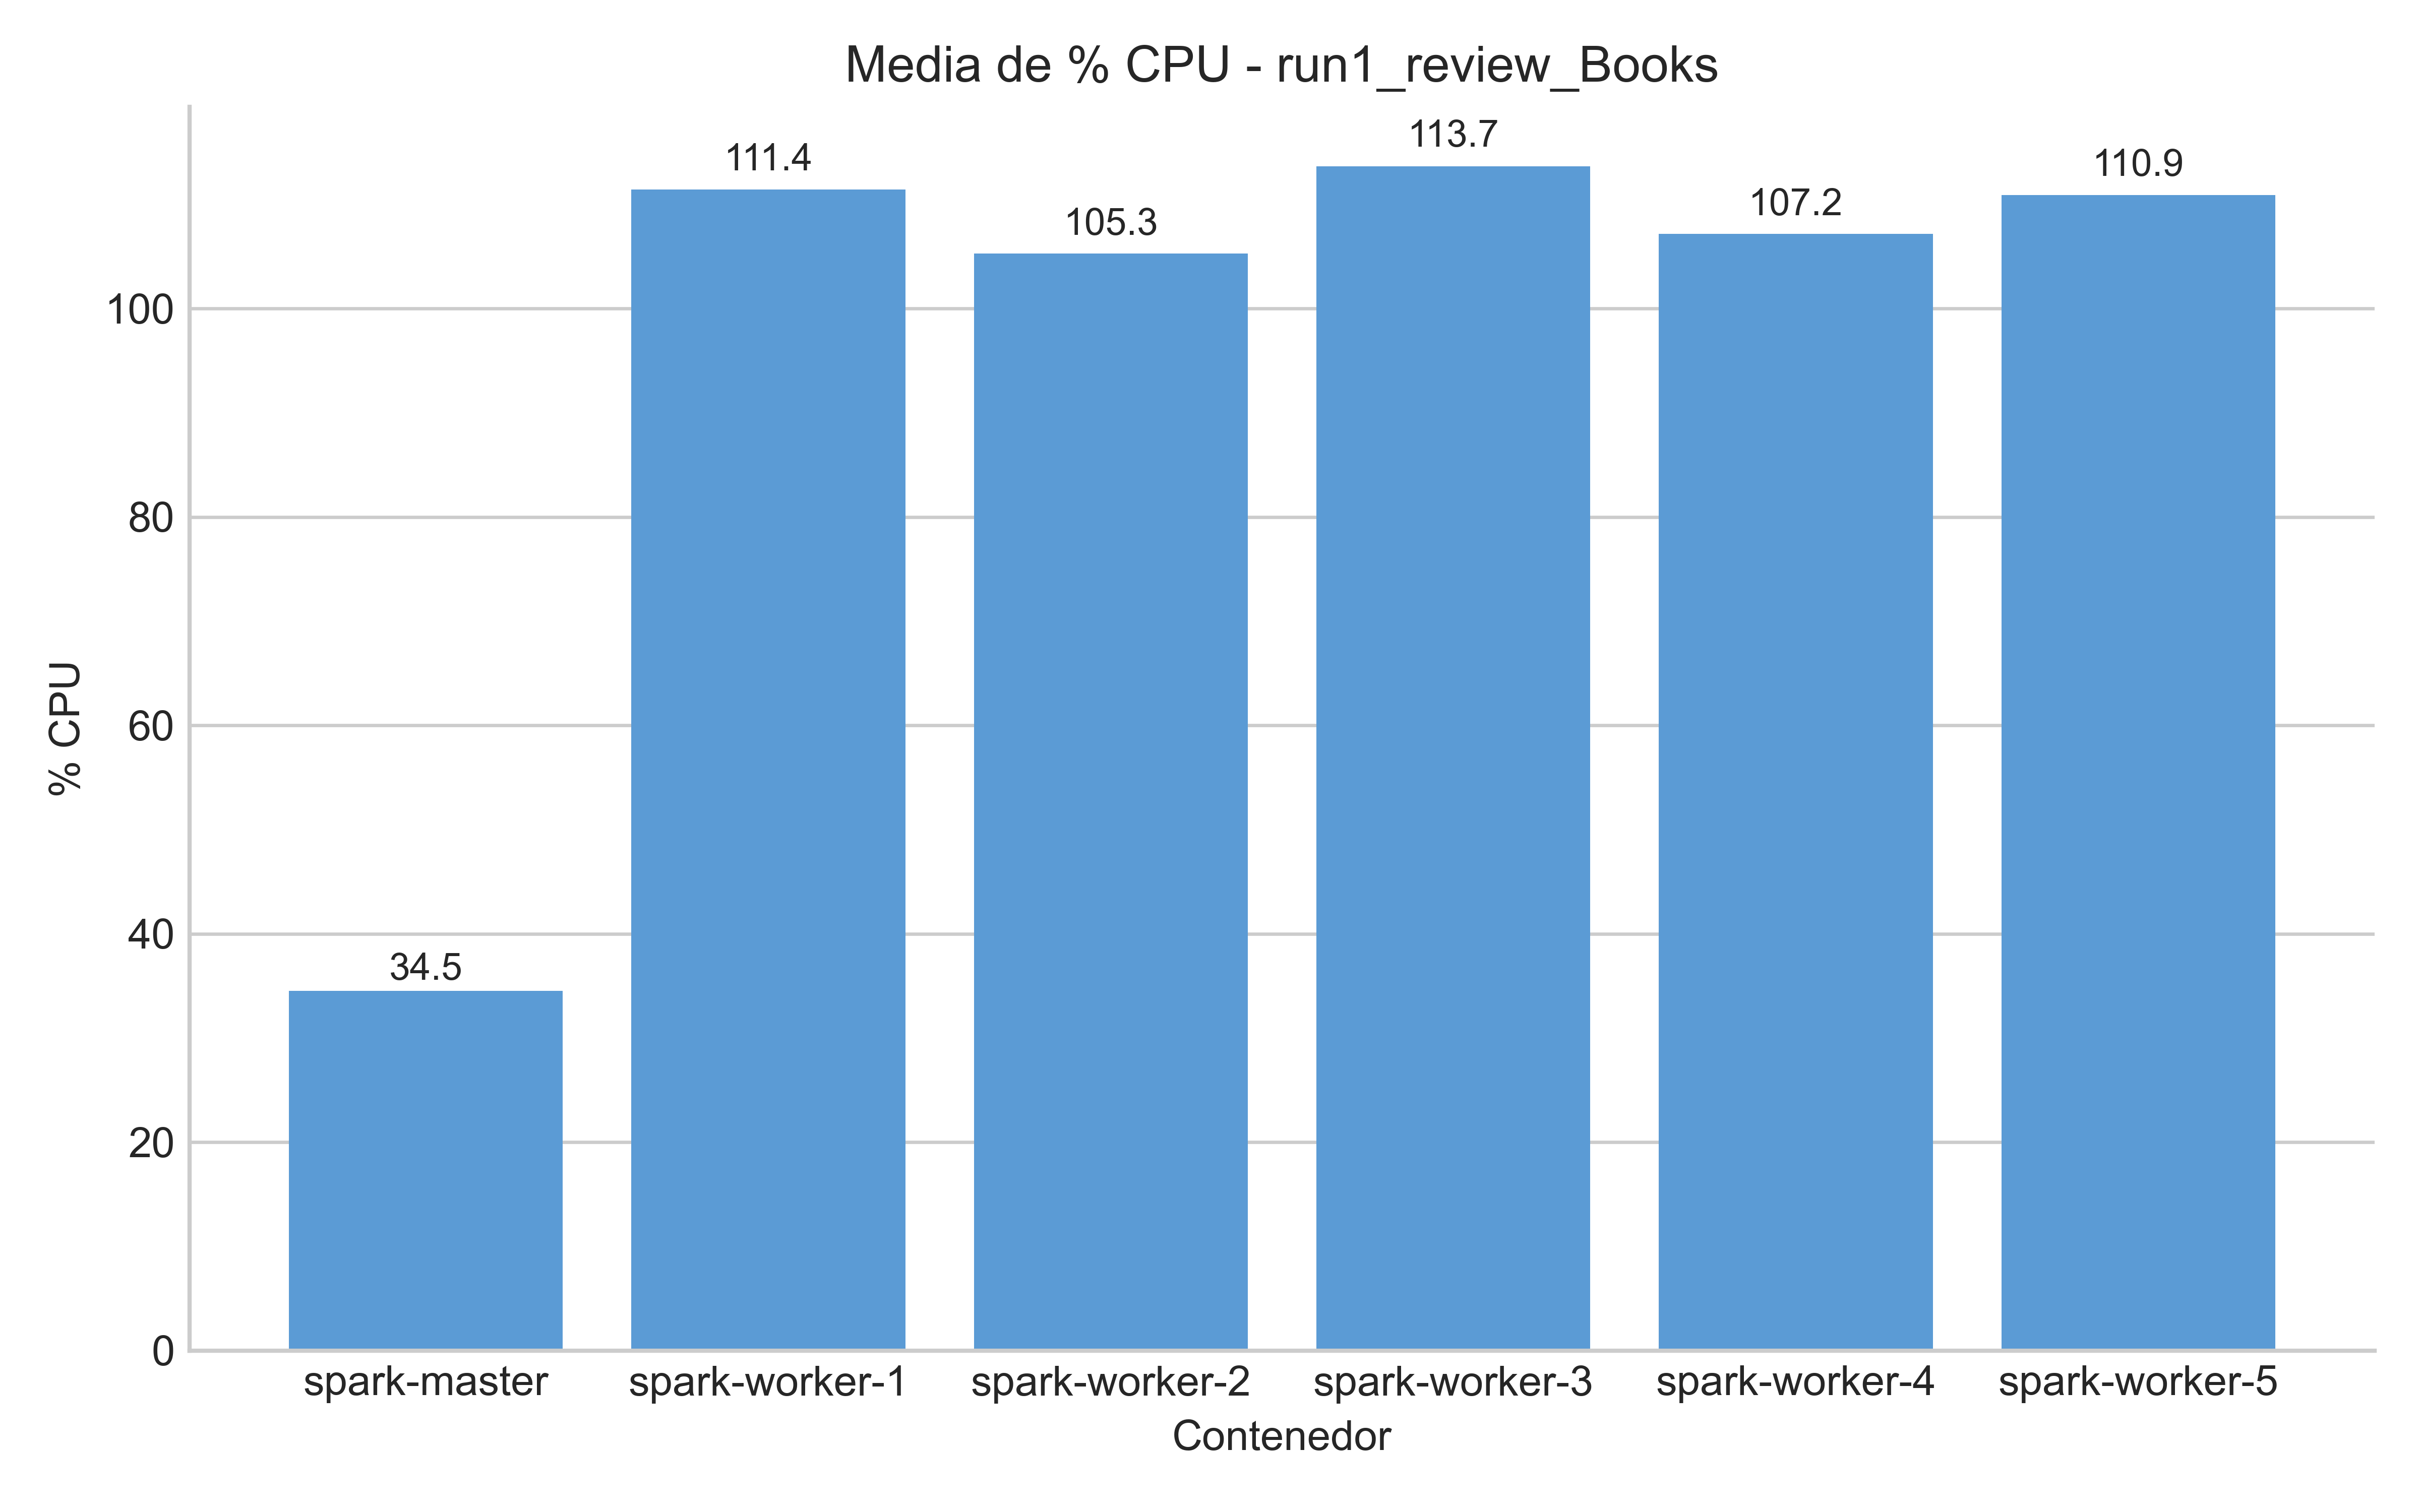 Media de % CPU - run1_review_Books
113.7
111.4
110.9
107.2
105.3
34.5
100
80
60
40
20
0
% CPU
spark-master
spark-worker-1
spark-worker-2
spark-worker-3
spark-worker-4
spark-worker-5
Contenedor